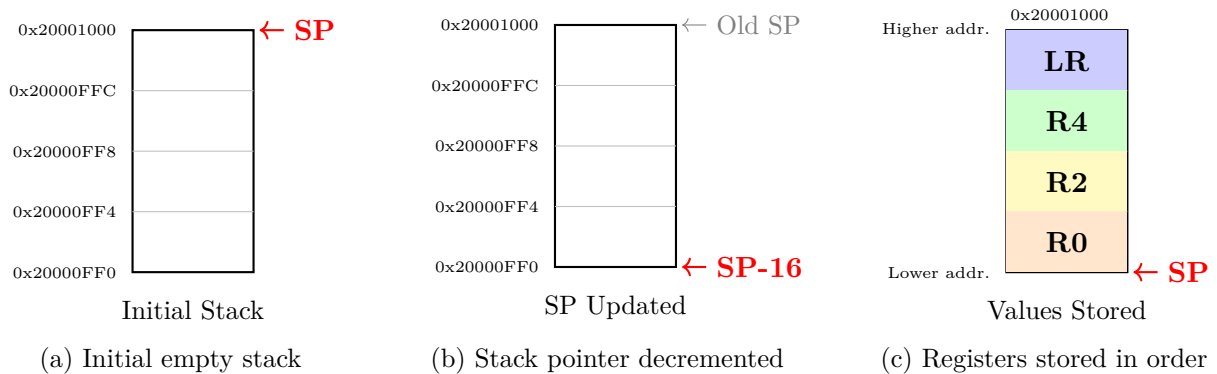 0x20001000
← SP
0x20000FFC
0x20000FF8
0x20000FF4
0x20000FF0
Initial Stack
(a) Initial empty stack
0x20001000
← Old SP
0x20000FFC
0x20000FF8
0x20000FF4
0x20000FF0
← SP-16
SP Updated
(b) Stack pointer decremented
0x20001000
Higher addr.
LR
R4
R2
R0
Lower addr.
← SP
Values Stored
(c) Registers stored in order